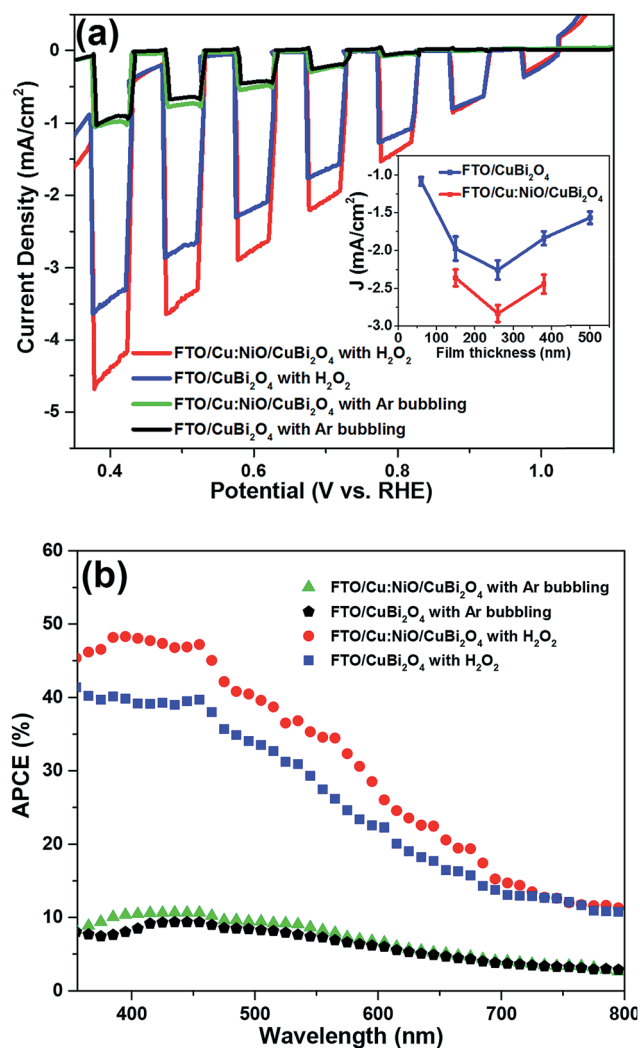 (a)
0
-1
-2
-3
-4
-5
Current Density (mA/cm²)
0.4 0.6 0.8 1.0
Potential (V vs. RHE)
FTO/Cu:NiO/CuBi₂O₄ with H₂O₂
FTO/CuBi₂O₄ with H₂O₂
FTO/Cu:NiO/CuBi₂O₄ with Ar bubbling
FTO/CuBi₂O₄ with Ar bubbling
FTO/CuBi₂O₄
FTO/Cu:NiO/CuBi₂O₄
-1.0
-1.5
-2.0
-2.5
-3.0
J (mA/cm²)
0 100 200 300 400 500
Film thickness (nm)
(b)
60
50
40
30
20
10
0
APCE (%)
FTO/Cu:NiO/CuBi₂O₄ with Ar bubbling
FTO/CuBi₂O₄ with Ar bubbling
FTO/Cu:NiO/CuBi₂O₄ with H₂O₂
FTO/CuBi₂O₄ with H₂O₂
400 500 600 700 800
Wavelength (nm)